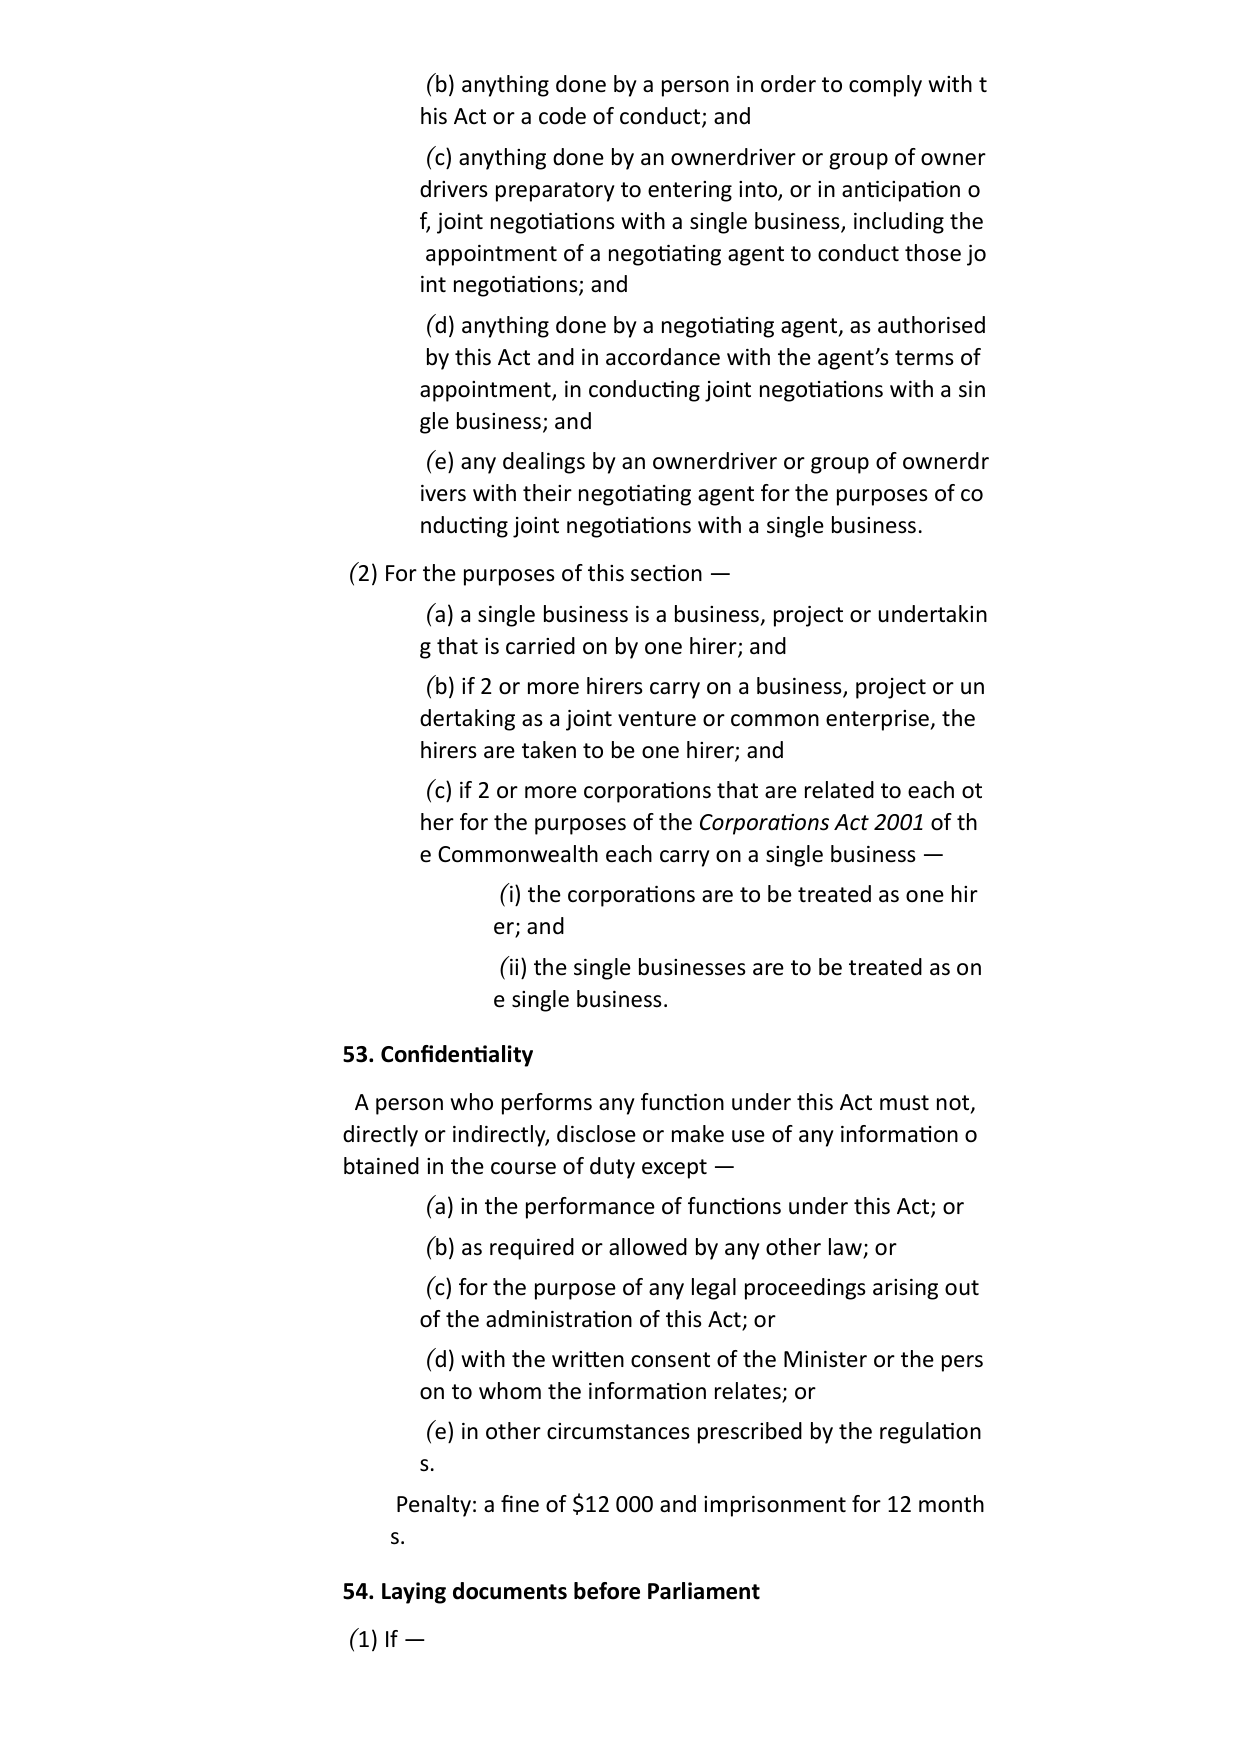 (b) anything done by a person in order to comply with t
his Act or a code of conduct; and
(c) anything done by an ownerdriver or group of owner
drivers preparatory to entering into, or in anticipation o
f, joint negotiations with a single business, including the
appointment of a negotiating agent to conduct those jo
int negotiations; and
(d) anything done by a negotiating agent, as authorised
by this Act and in accordance with the agent’s terms of
appointment, in conducting joint negotiations with a sin
gle business; and
(e) any dealings by an ownerdriver or group of ownerdr
ivers with their negotiating agent for the purposes of co
nducting joint negotiations with a single business.
(2) For the purposes of this section —
(a) a single business is a business, project or undertakin
g that is carried on by one hirer; and
(b) if 2 or more hirers carry on a business, project or un
dertaking as a joint venture or common enterprise, the
hirers are taken to be one hirer; and
(c) if 2 or more corporations that are related to each ot
her for the purposes of the Corporations Act 2001 of th
e Commonwealth each carry on a single business —
(i) the corporations are to be treated as one hir
er; and
(ii) the single businesses are to be treated as on
e single business.
53. Confidentiality
A person who performs any function under this Act must not,
directly or indirectly, disclose or make use of any information o
btained in the course of duty except —
(a) in the performance of functions under this Act; or
(b) as required or allowed by any other law; or
(c) for the purpose of any legal proceedings arising out
of the administration of this Act; or
(d) with the written consent of the Minister or the pers
on to whom the information relates; or
(e) in other circumstances prescribed by the regulation
s.
Penalty: a fine of $12 000 and imprisonment for 12 month
s.
54. Laying documents before Parliament
(1) If —